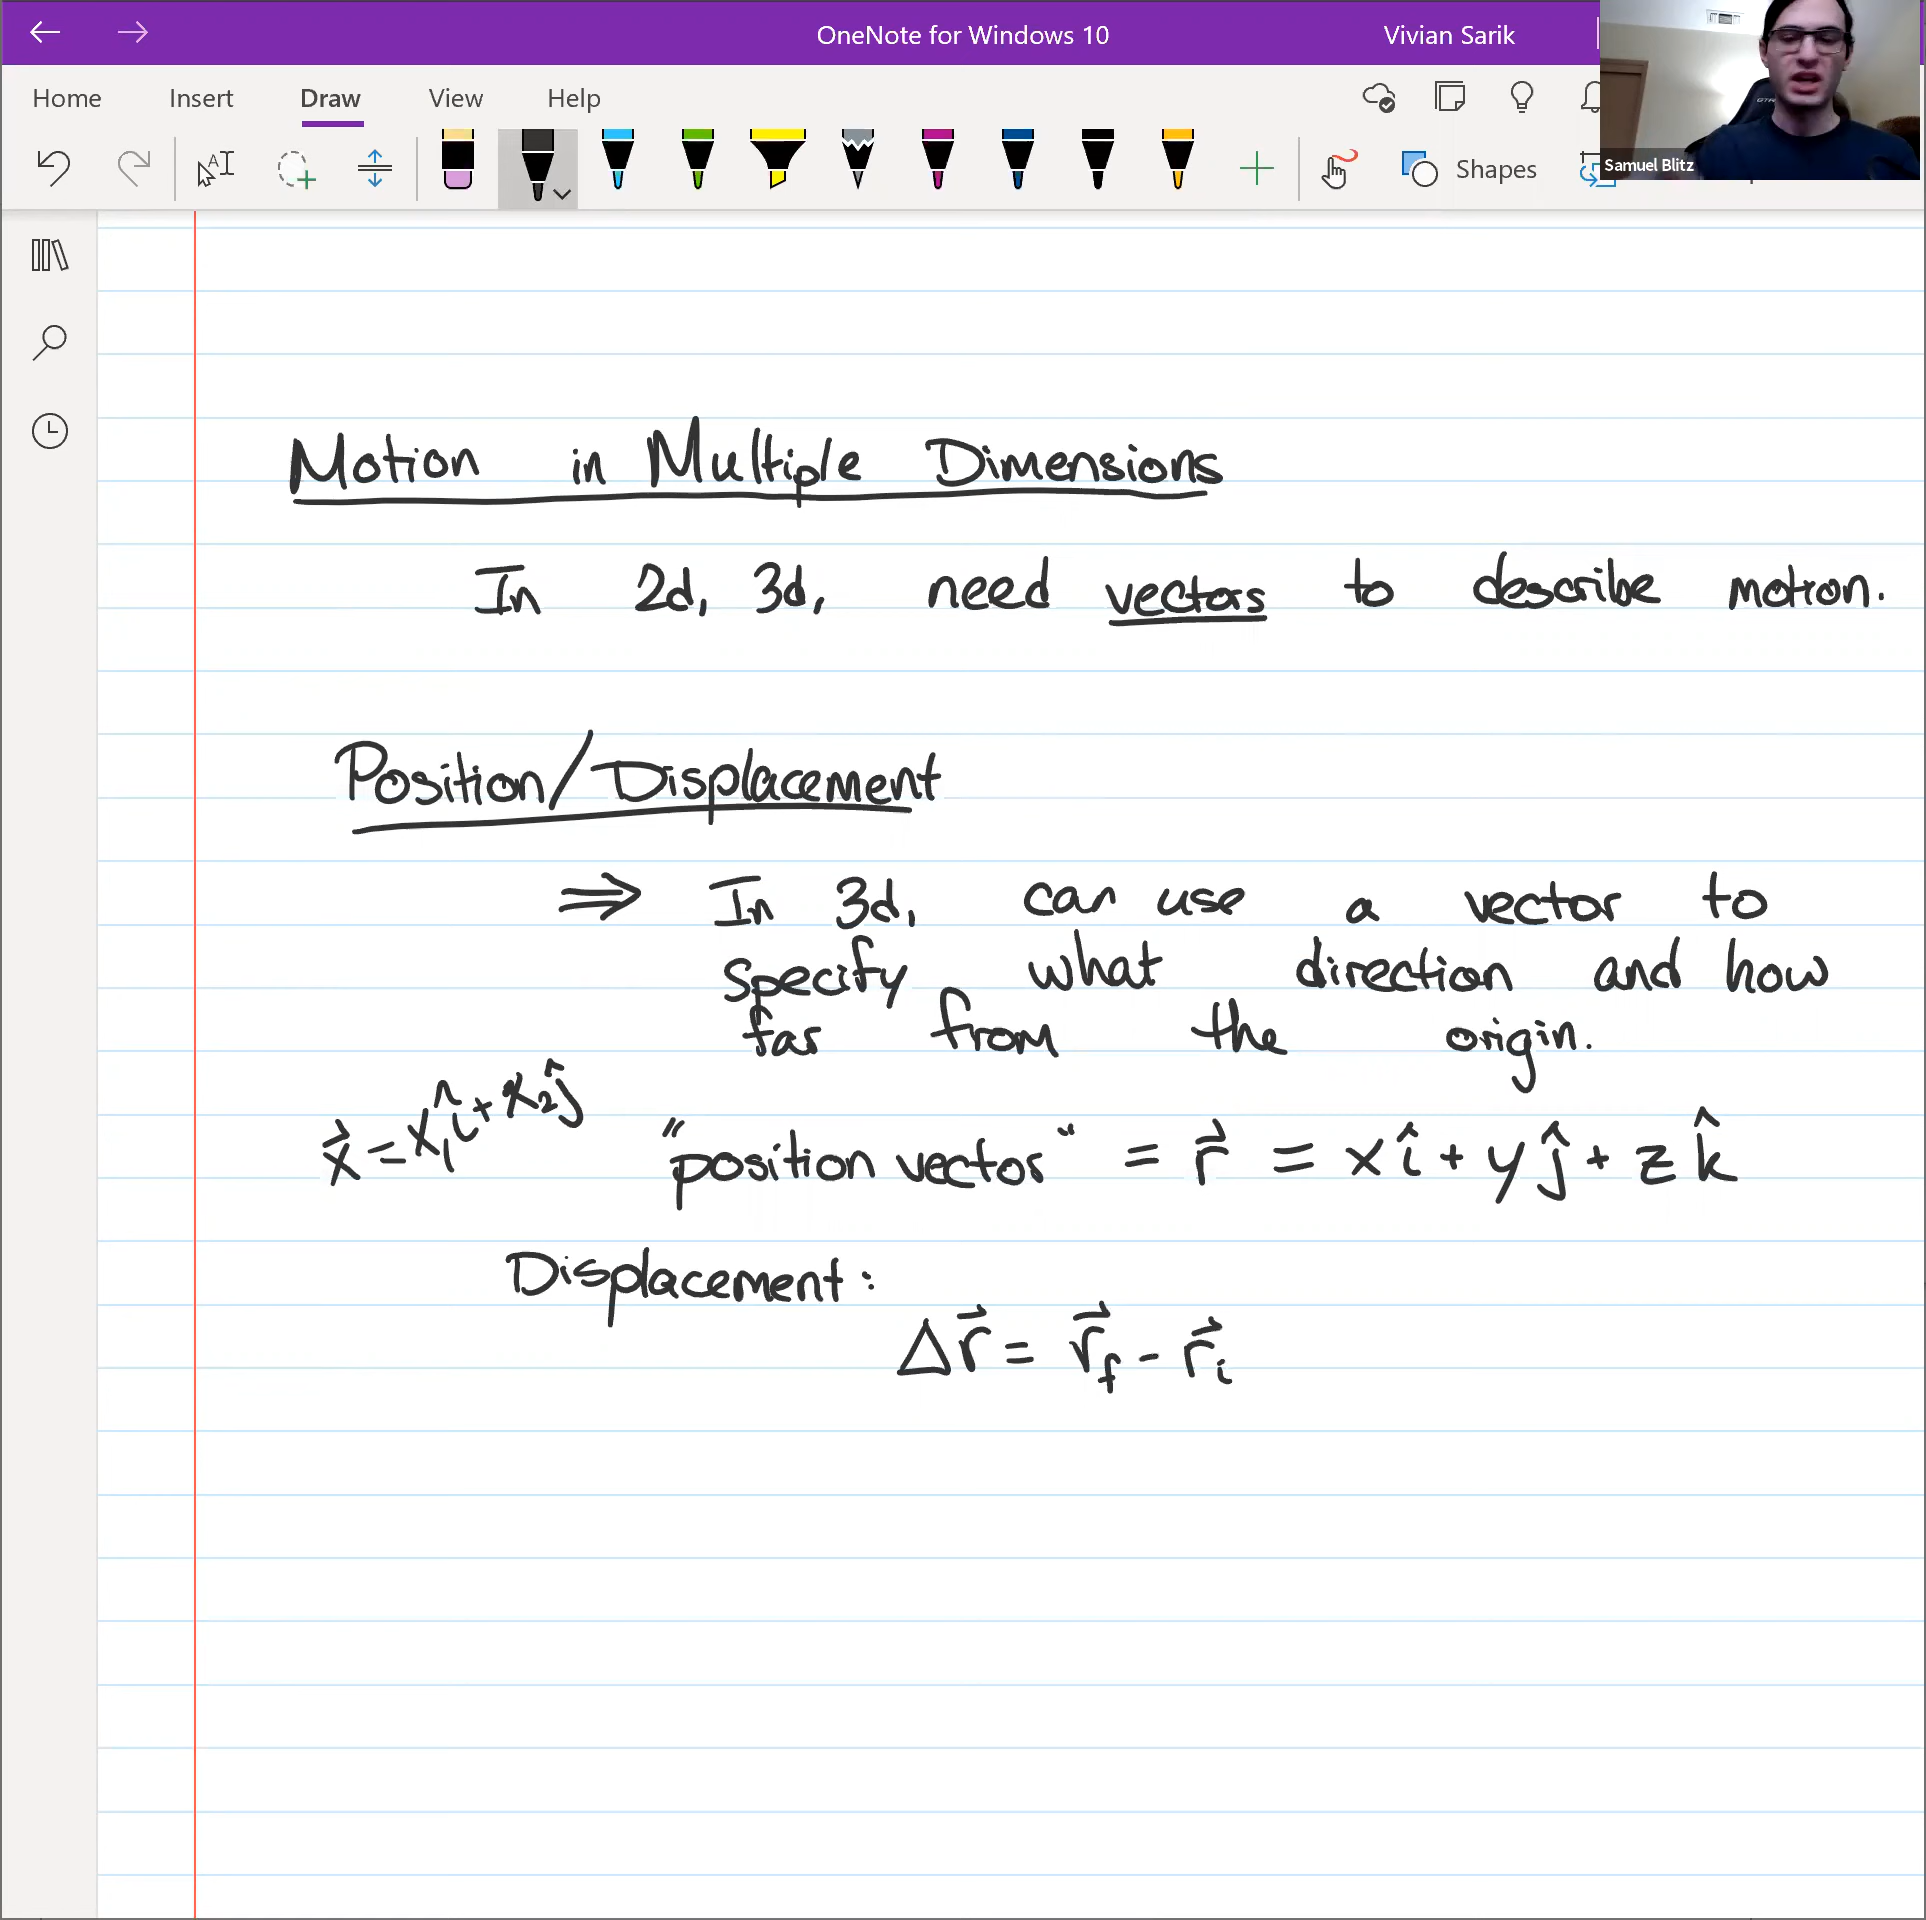 OneNote for Windows 10 Vivian Sarik
Home Insert Draw View Help
Shapes
Samuel Blitz
Motion in Multiple Dimensions
In 2d, 3d, need vectors to describe motion.
Position/Displacement
⇒ In 3d, can use a vector to
specify what direction and how
far from the origin.
x⃗ = x₁î + x₂ĵ
"position vector" = r⃗ = xî + yĵ + zk̂
Displacement:
Δr⃗ = r⃗_f - r⃗_i